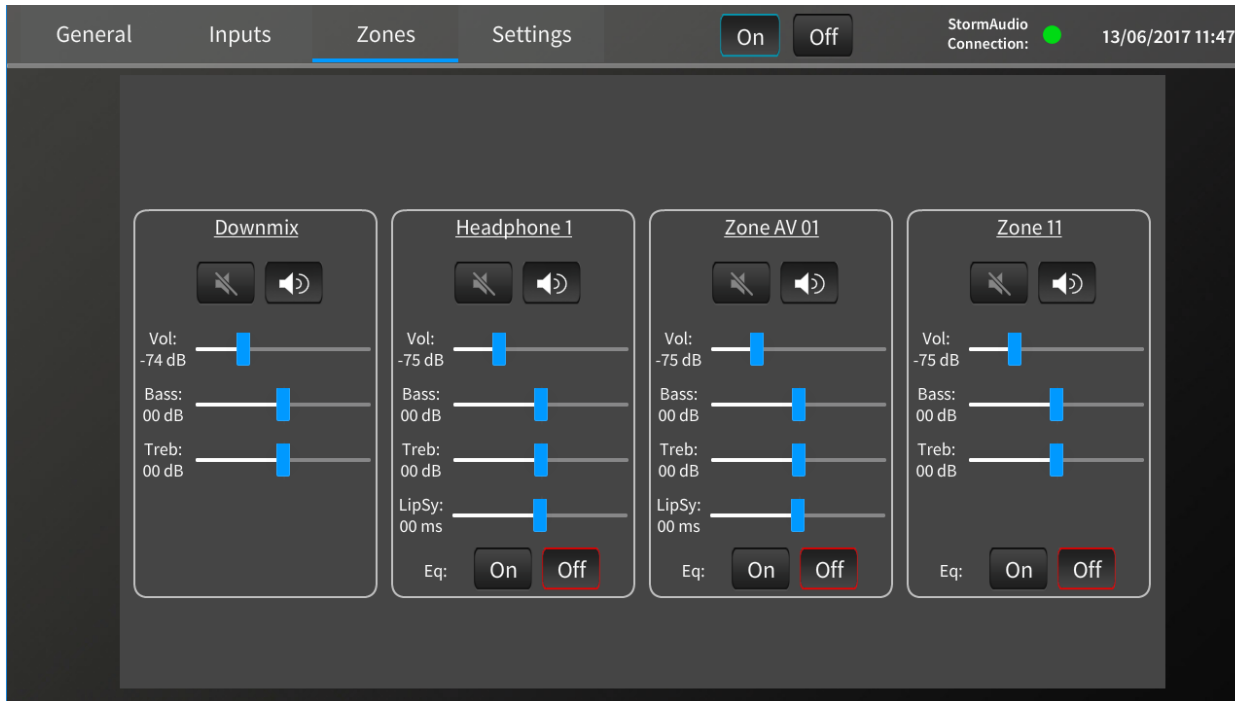 General Inputs Zones Settings On Off StormAudio Connection: 13/06/2017 11:47
Downmix
Vol:
-74 dB
Bass:
00 dB
Treb:
00 dB
Headphone 1
Vol:
-75 dB
Bass:
00 dB
Treb:
00 dB
LipSy:
00 ms
Eq: On Off
Zone AV 01
Vol:
-75 dB
Bass:
00 dB
Treb:
00 dB
LipSy:
00 ms
Eq: On Off
Zone 11
Vol:
-75 dB
Bass:
00 dB
Treb:
00 dB
Eq: On Off